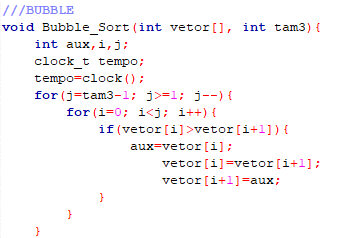 ///BUBBLE
void Bubble_Sort(int vetor[], int tam3){
    int aux,i,j;
    clock_t tempo;
    tempo=clock();
    for(j=tam3-1; j>=1; j--){
        for(i=0; i<j; i++){
            if(vetor[i]>vetor[i+1]){
                aux=vetor[i];
                    vetor[i]=vetor[i+1];
                    vetor[i+1]=aux;
            }
        }
    }